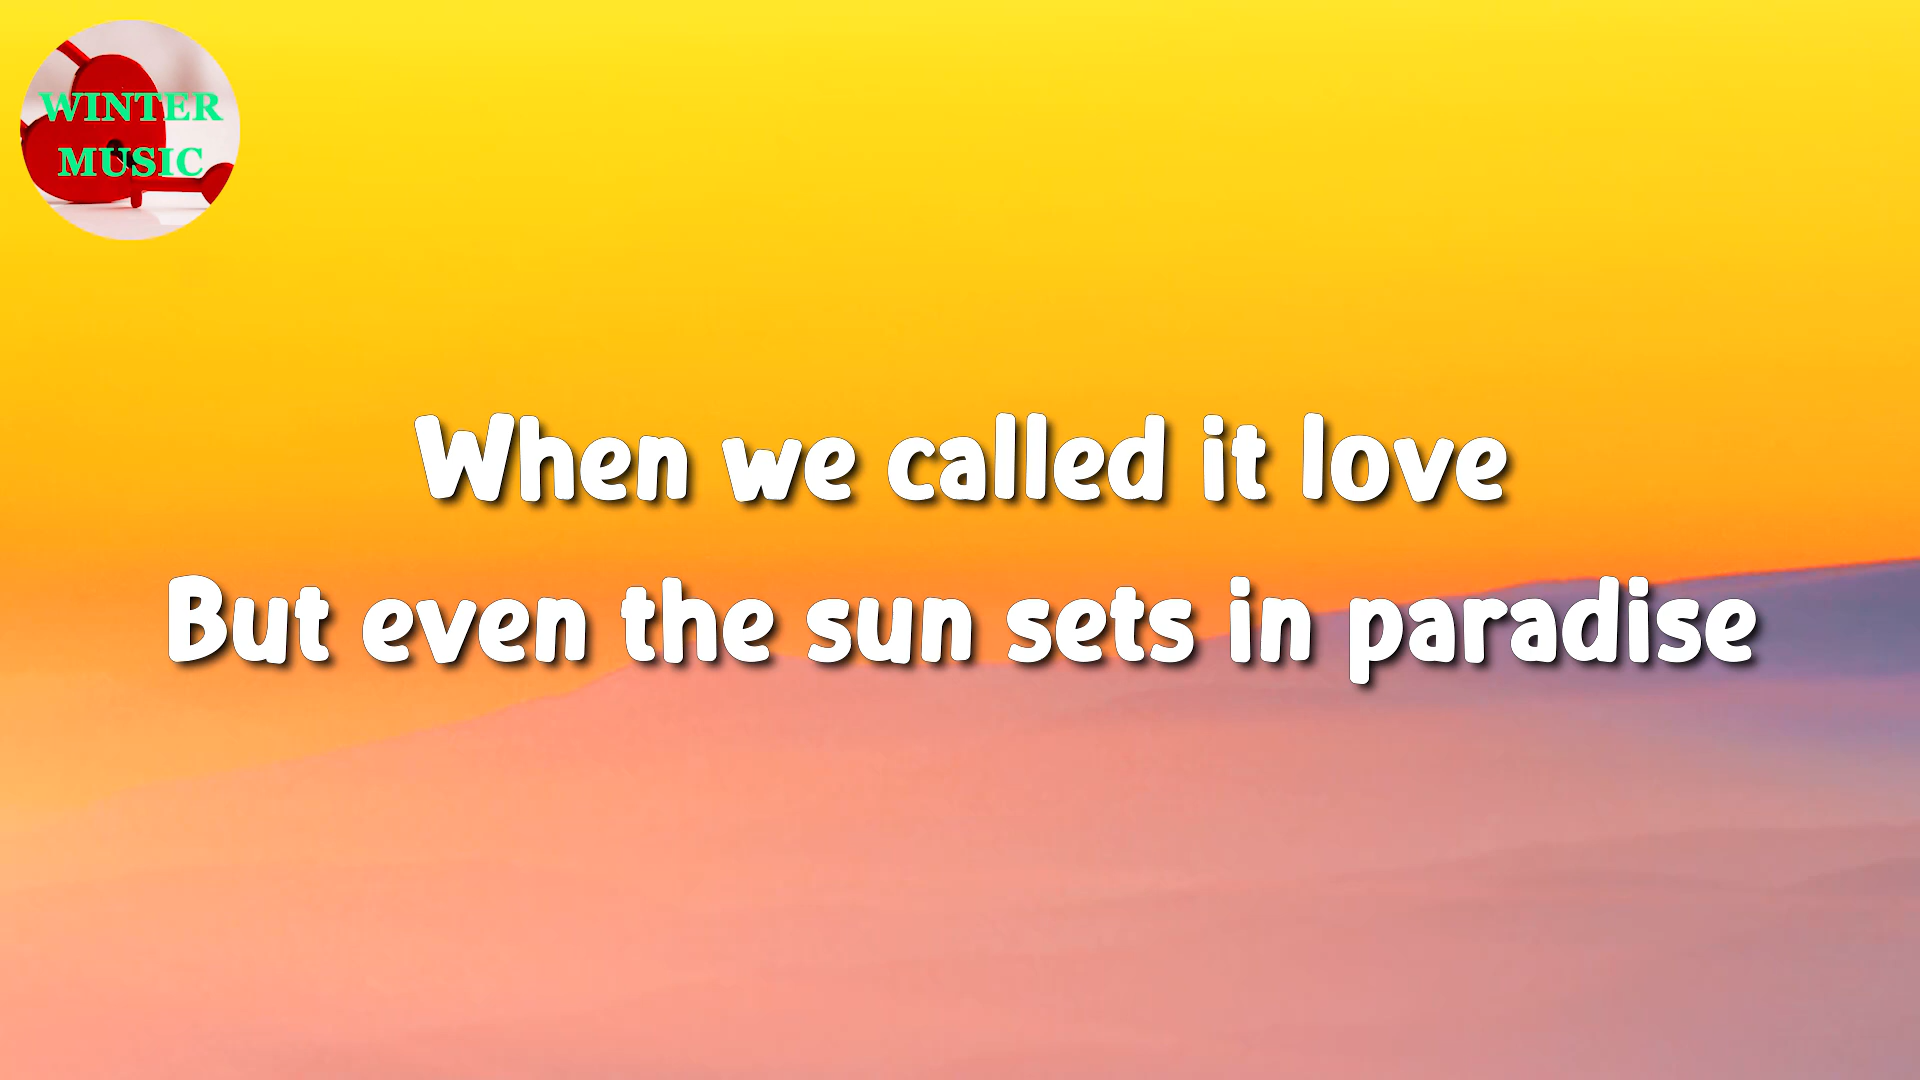 WINTER
MUSIC
When we called it love
But even the sun sets in paradise